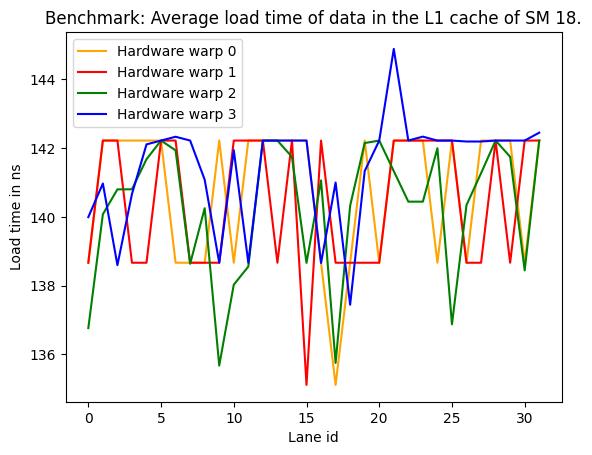 Benchmark: Average load time of data in the L1 cache of SM 18.
Hardware warp 0
Hardware warp 1
Hardware warp 2
Hardware warp 3
Load time in ns
144
142
140
138
136
0 5 10 15 20 25 30
Lane id